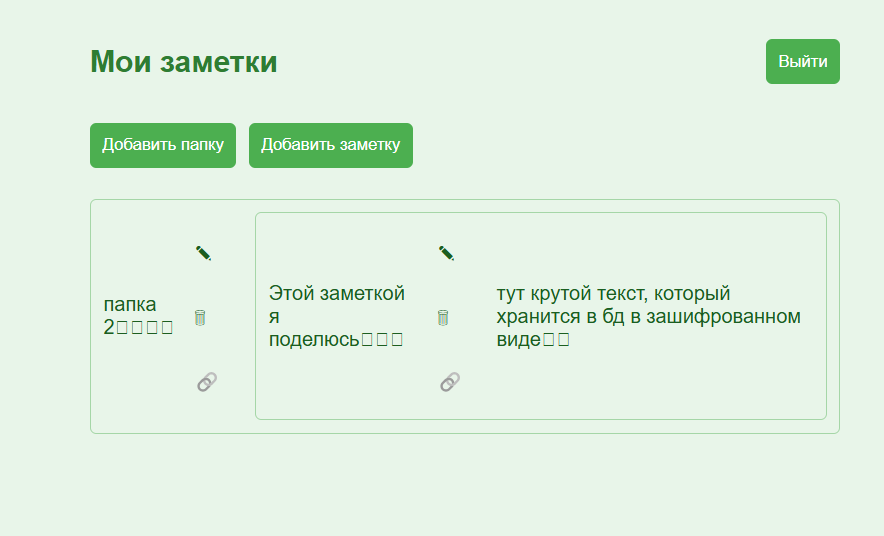 Мои заметки
Выйти
Добавить папку
Добавить заметку
папка
2□□□□
Этой заметкой
я
поделюсь□□□
тут крутой текст, который
хранится в бд в зашифрованном
виде□□